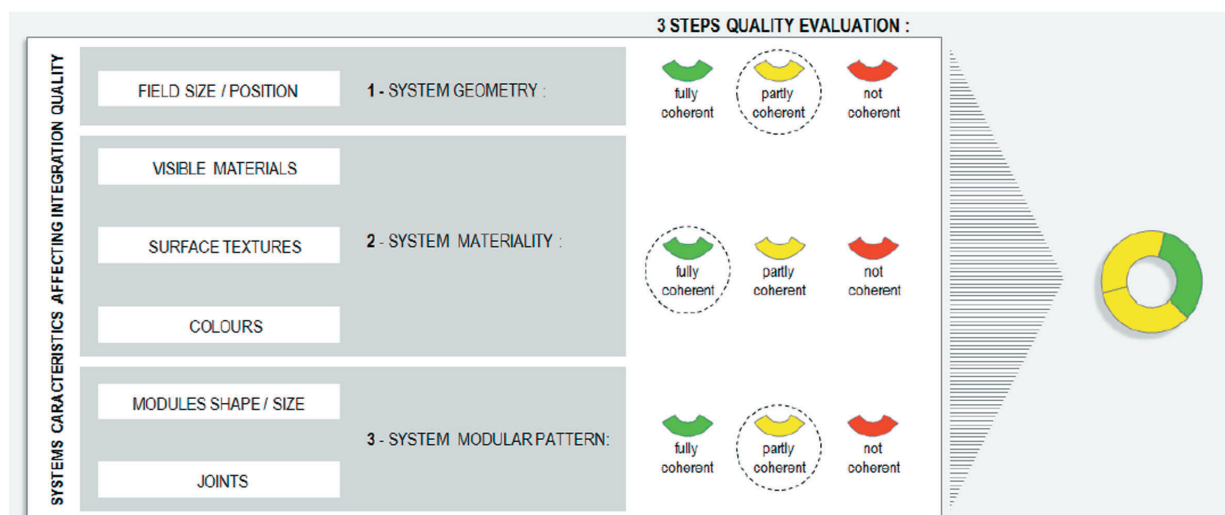 3 STEPS QUALITY EVALUATION :
SYSTEMS CARACTERISTICS AFFECTING INTEGRATION QUALITY
FIELD SIZE / POSITION
1 - SYSTEM GEOMETRY :
fully
coherent
partly
coherent
not
coherent
VISIBLE MATERIALS
SURFACE TEXTURES
COLOURS
2 - SYSTEM MATERIALITY :
fully
coherent
partly
coherent
not
coherent
MODULES SHAPE / SIZE
JOINTS
3 - SYSTEM MODULAR PATTERN:
fully
coherent
partly
coherent
not
coherent